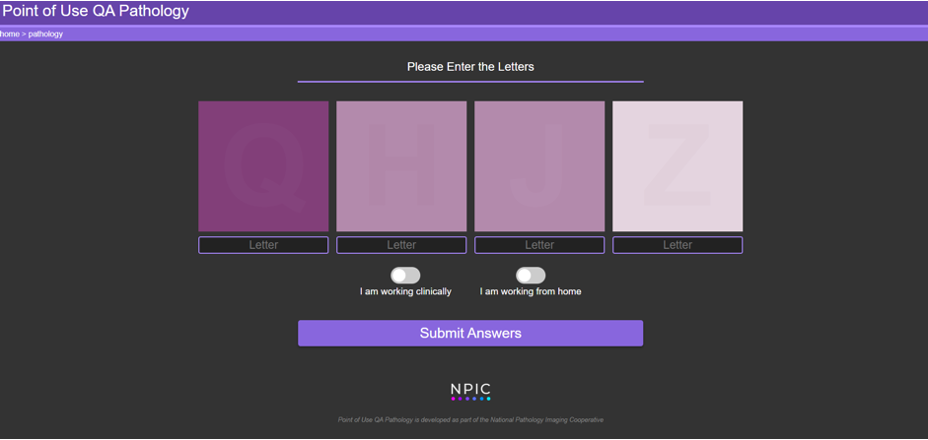 Point of Use QA Pathology
home > pathology
Please Enter the Letters
Q H J Z
Letter Letter Letter Letter
I am working clinically I am working from home
Submit Answers
NPIC
Point of Use QA Pathology is developed as part of the National Pathology Imaging Cooperative